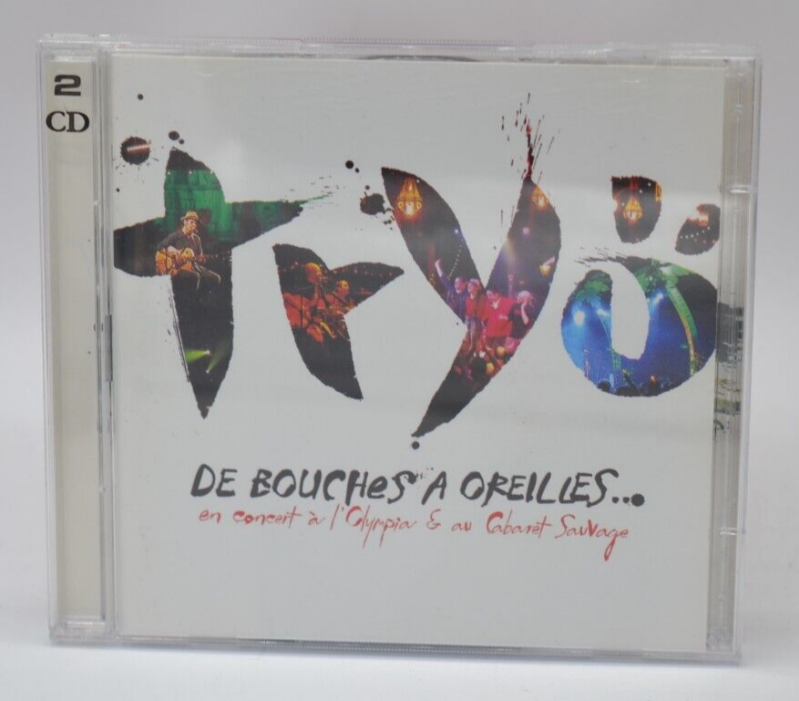 2
CD
Tryö
DE BOUCHES A OREILLES...
en concert à l'Olympia & au Cabaret Sauvage